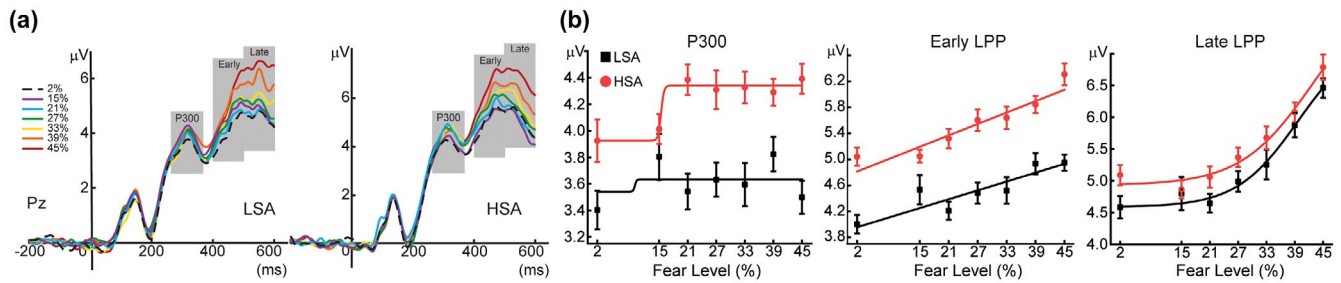 (a)
µV
6
4
2
Pz
-200
0
200
400
600
(ms)
2%
15%
21%
27%
33%
39%
45%
P300
Early
Late
LSA
µV
6
4
2
0
200
400
600
(ms)
P300
Early
Late
HSA
(b)
P300
µV
LSA
HSA
4.4
4.2
4.0
3.8
3.6
3.4
3.2
2 15 21 27 33 39 45
Fear Level (%)
Early LPP
µV
6.6
6.2
5.8
5.4
5.0
4.6
4.2
3.8
2 15 21 27 33 39 45
Fear Level (%)
Late LPP
µV
7.0
6.5
6.0
5.5
5.0
4.5
4.0
2 15 21 27 33 39 45
Fear Level (%)